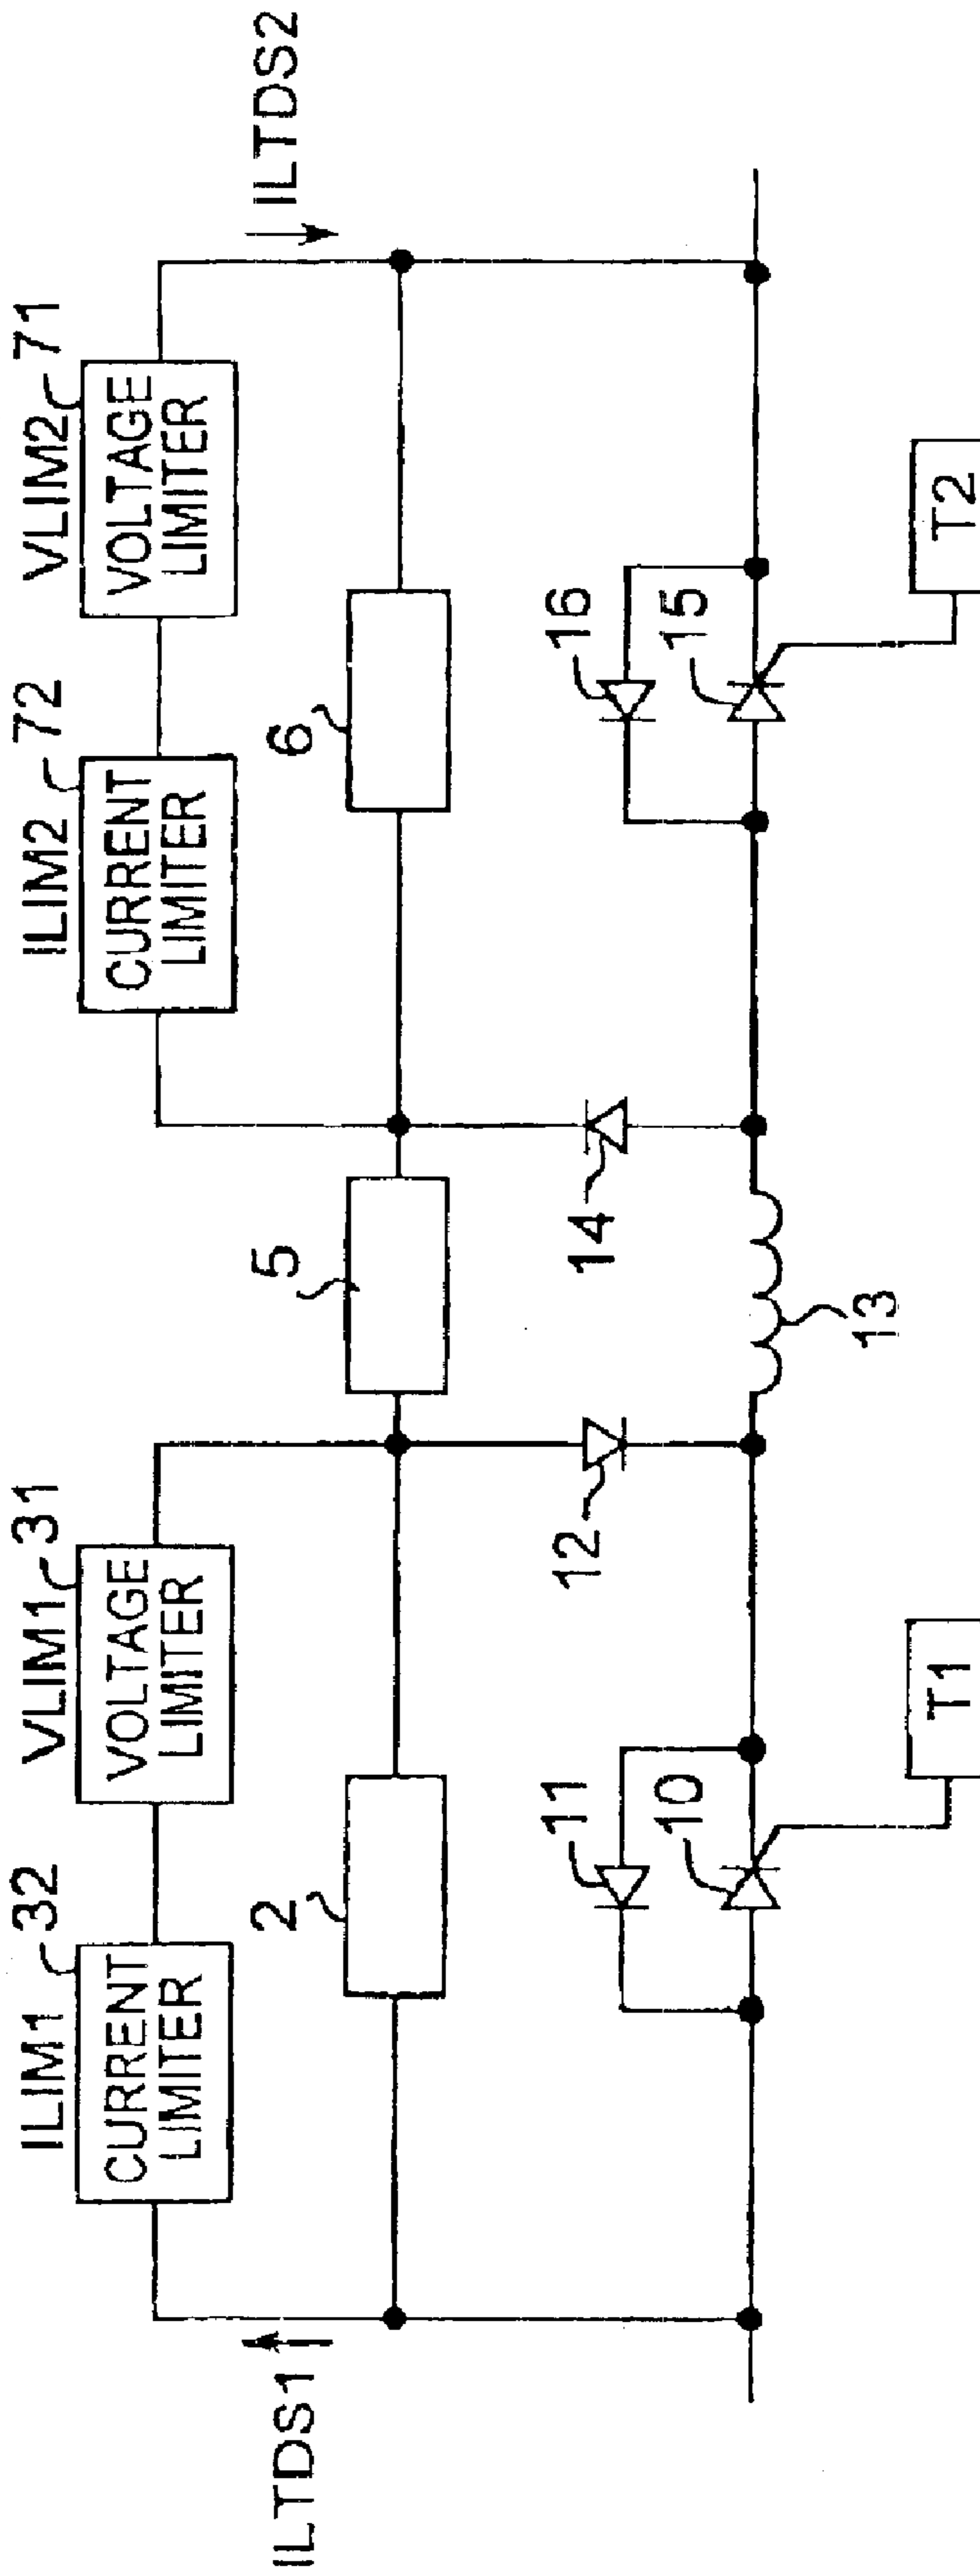 ILIM1 32
VLIM1 31
ILIM2 72
VLIM2 71
CURRENT
LIMITER
VOLTAGE
LIMITER
CURRENT
LIMITER
VOLTAGE
LIMITER
ILTDS1
ILTDS2
2
5
6
11
10
12
14
16
15
13
T1
T2